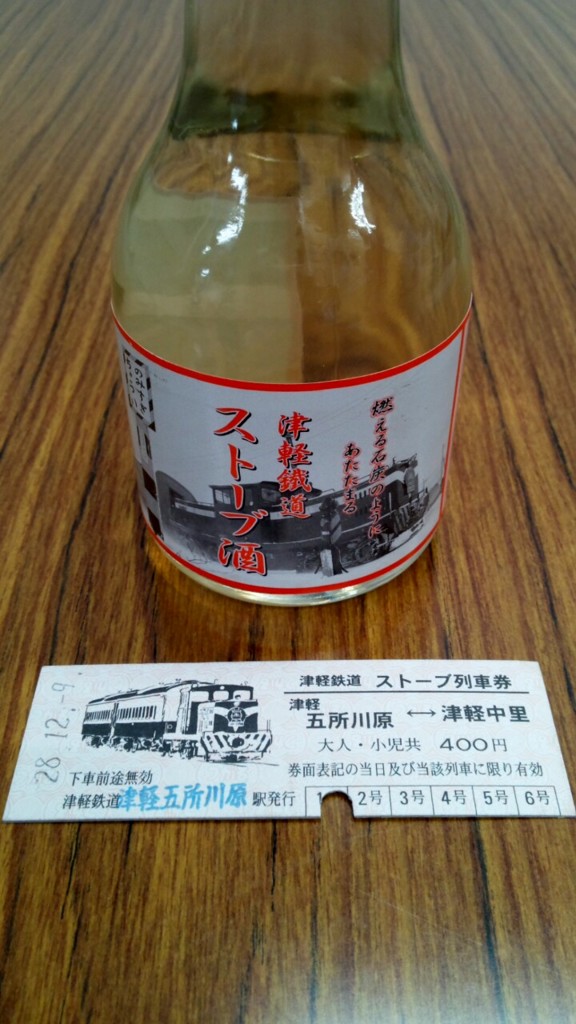 燃える石炭のように
あたたまる
津軽鐵道
ストーブ酒
28.12.-9
下車前途無効
津軽鉄道津軽五所川原駅発行
津軽鉄道 ストーブ列車券
津軽
五所川原 ↔ 津軽中里
大人・小児共 400円
券面表記の当日及び当該列車に限り有効
1 2号 3号 4号 5号 6号